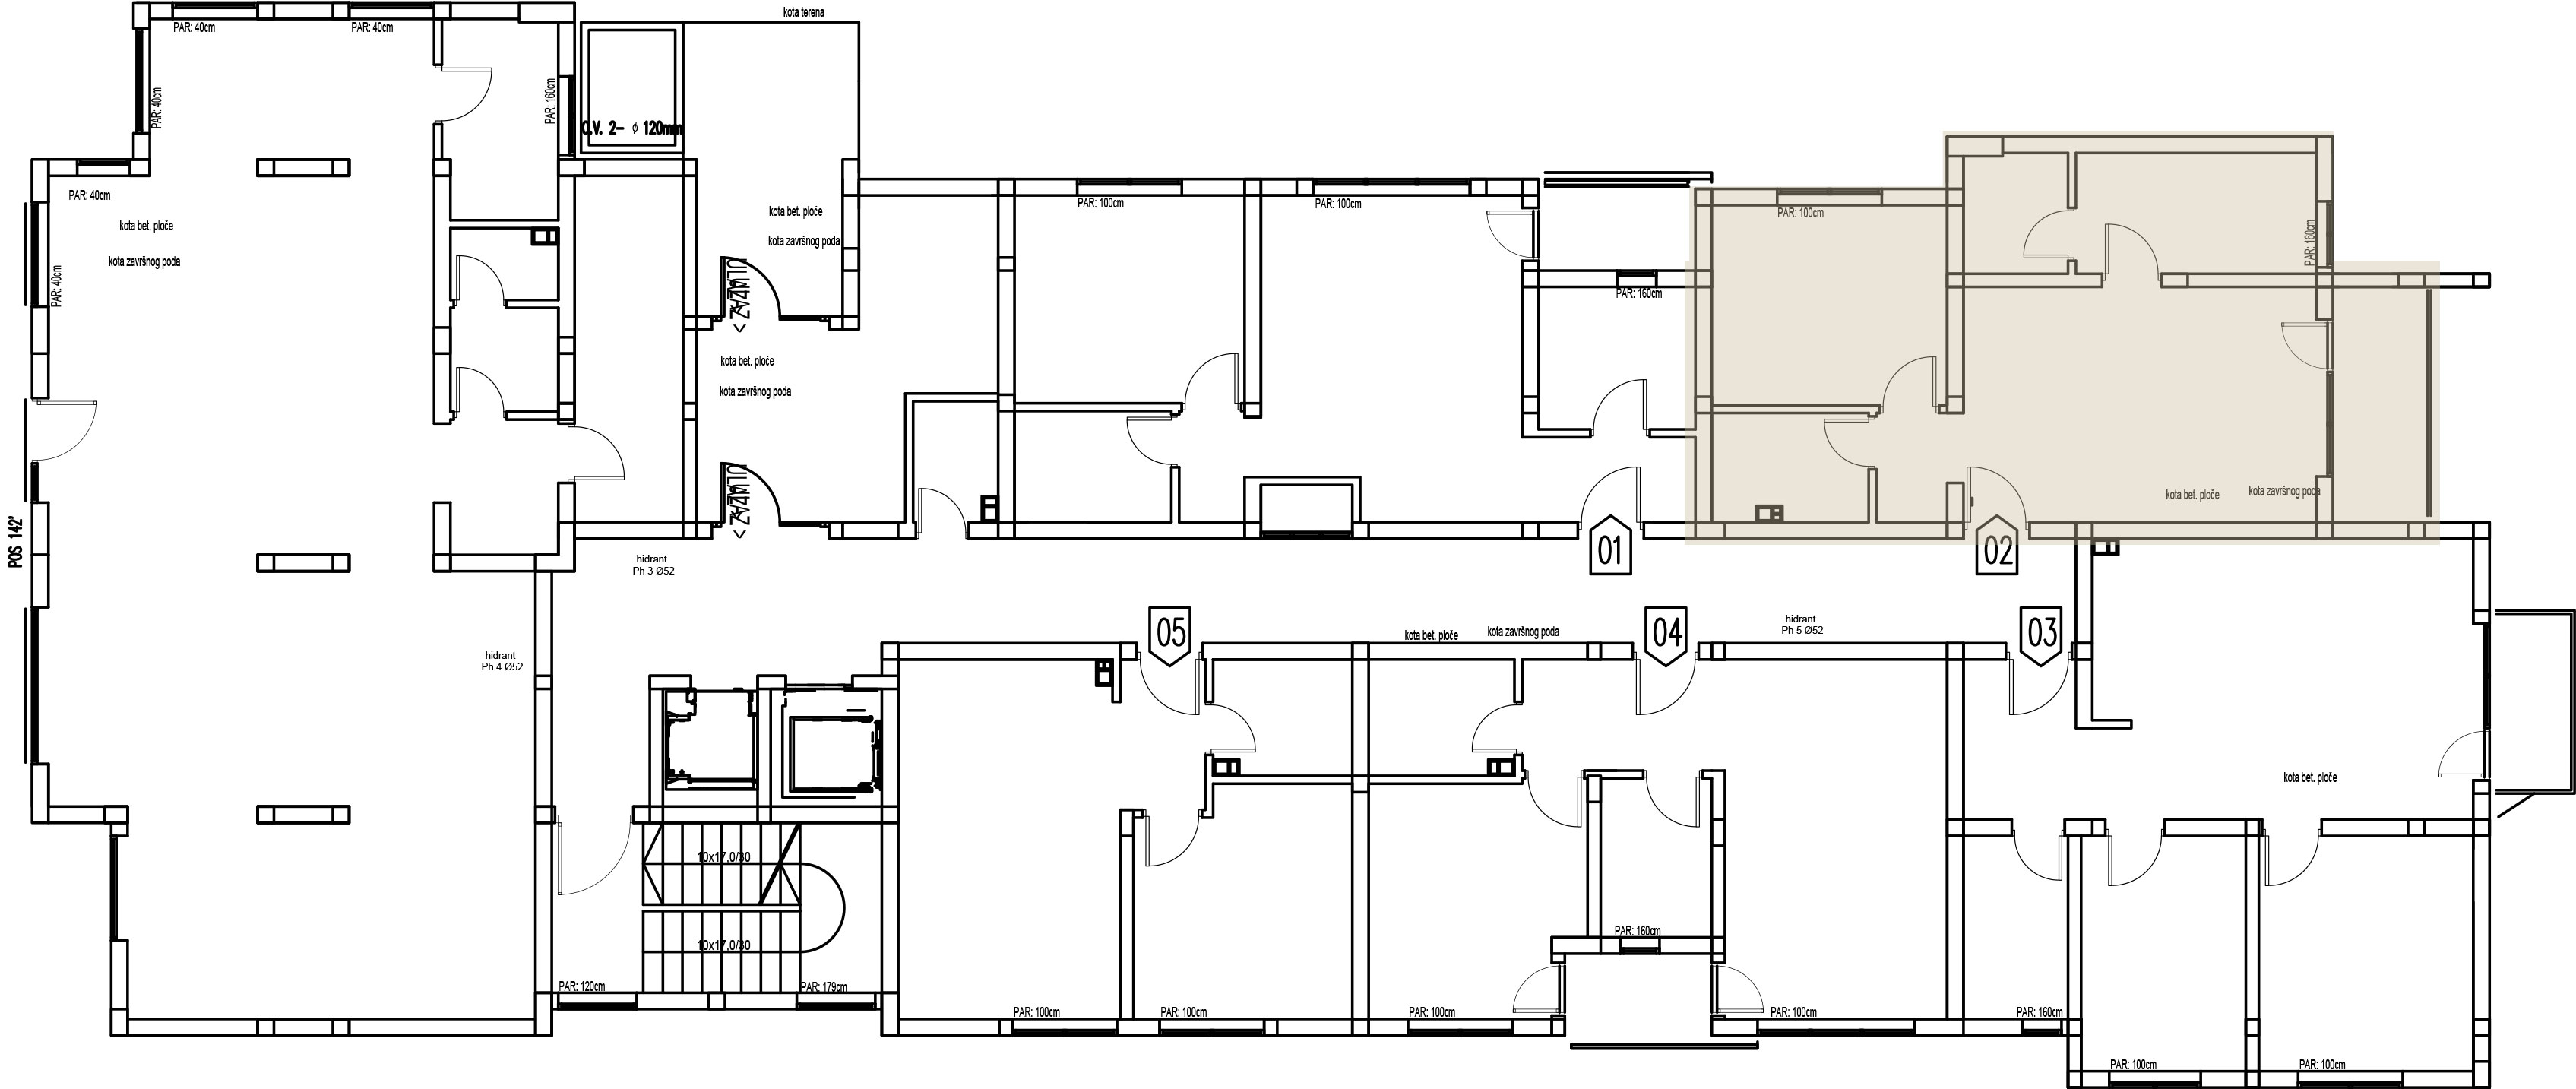 kota terena
PAR: 40cm
PAR: 40cm
PAR: 40cm
PAR: 160cm
O.V. 2- ø 120mm
PAR: 40cm
kota bet. ploče
kota završnog poda
PAR: 40cm
kota bet. ploče
kota završnog poda
PAR: 100cm
PAR: 100cm
PAR: 100cm
PAR: 160cm
PAR: 160cm
ULAZ >
kota bet. ploče
kota završnog poda
ULAZ >
kota bet. ploče
kota završnog poda
POS 142'
hidrant
Ph 3 Ø52
01
02
hidrant
Ph 4 Ø52
05
kota bet. ploče
kota završnog poda
04
hidrant
Ph 5 Ø52
03
kota bet. ploče
10x17,0/30
10x17,0/30
PAR: 160cm
PAR: 120cm
PAR: 179cm
PAR: 100cm
PAR: 100cm
PAR: 100cm
PAR: 100cm
PAR: 160cm
PAR: 100cm
PAR: 100cm